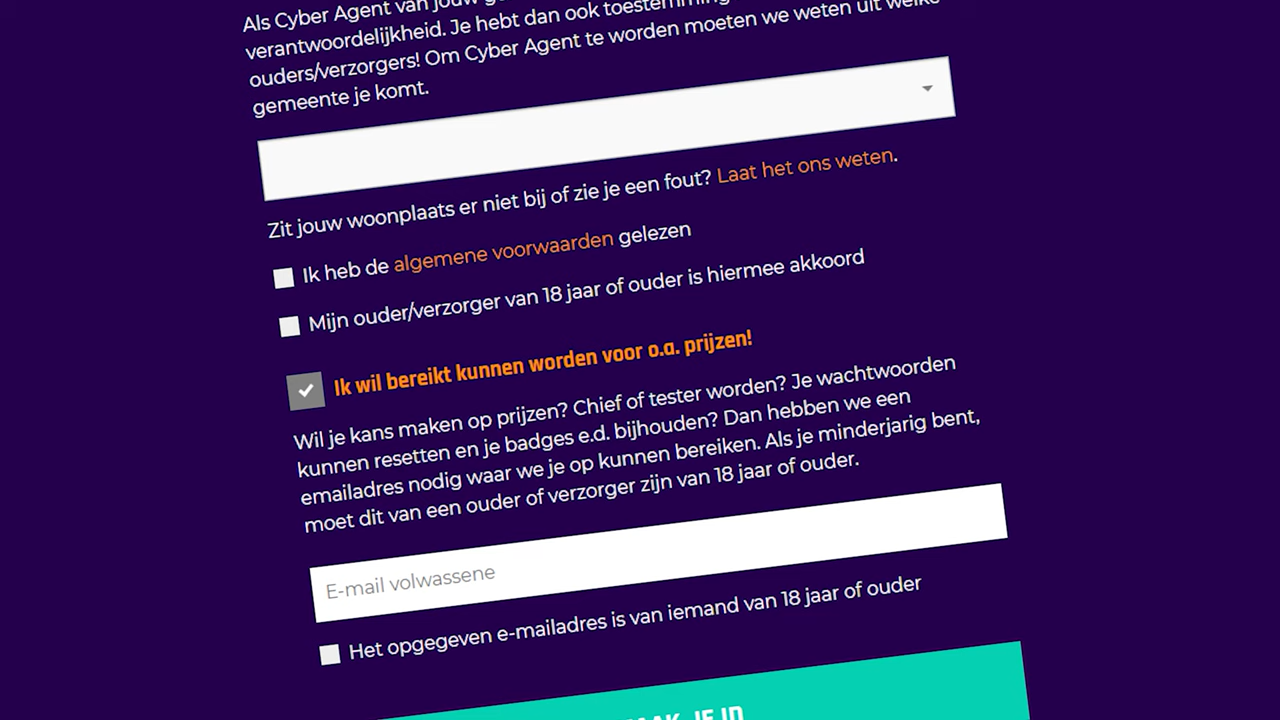 Als Cyber Agent van jouw
verantwoordelijkheid. Je hebt dan ook toestemming
ouders/verzorgers! Om Cyber Agent te worden moeten we weten uit welke
gemeente je komt.
Zit jouw woonplaats er niet bij of zie je een fout? Laat het ons weten.
Ik heb de algemene voorwaarden gelezen
Mijn ouder/verzorger van 18 jaar of ouder is hiermee akkoord
Ik wil bereikt kunnen worden voor o.a. prijzen!
Wil je kans maken op prijzen? Chief of tester worden? Je wachtwoorden
kunnen resetten en je badges e.d. bijhouden? Dan hebben we een
emailadres nodig waar we je op kunnen bereiken. Als je minderjarig bent,
moet dit van een ouder of verzorger zijn van 18 jaar of ouder.
E-mail volwassene
Het opgegeven e-mailadres is van iemand van 18 jaar of ouder
JE ID